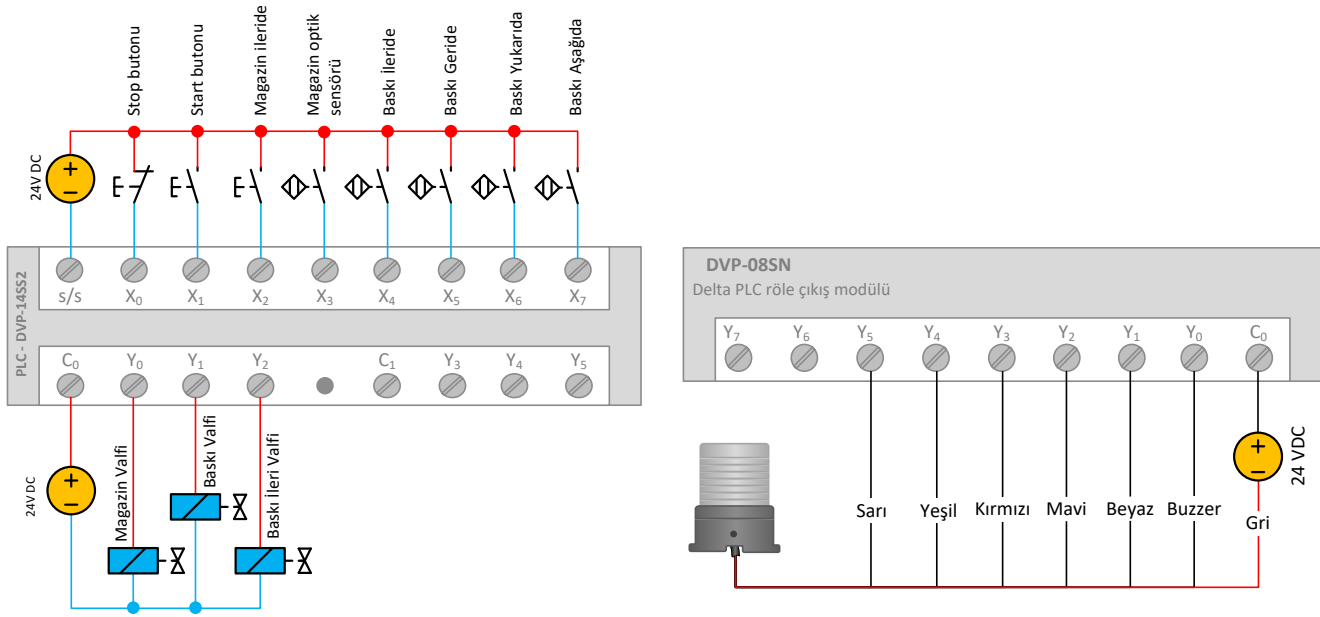 Stop butonu
Start butonu
Magazin ileride
Magazin optik
sensörü
Baskı İleride
Baskı Geride
Baskı Yukarıda
Baskı Aşağıda
24V DC
+
−
PLC - DVP-14SS2
s/s
X₀
X₁
X₂
X₃
X₄
X₅
X₆
X₇
C₀
Y₀
Y₁
Y₂
C₁
Y₃
Y₄
Y₅
24V DC
+
−
Magazin Valfi
Baskı Valfi
Baskı İleri Valfi
DVP-08SN
Delta PLC röle çıkış modülü
Y₇
Y₆
Y₅
Y₄
Y₃
Y₂
Y₁
Y₀
C₀
+
−
24 VDC
Sarı
Yeşil
Kırmızı
Mavi
Beyaz
Buzzer
Gri